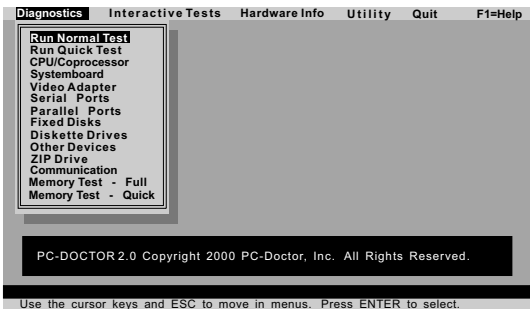 Diagnostics Interactive Tests Hardware Info Utility Quit F1=Help
Run Normal Test
Run Quick Test
CPU/Coprocessor
Systemboard
Video Adapter
Serial Ports
Parallel Ports
Fixed Disks
Diskette Drives
Other Devices
ZIP Drive
Communication
Memory Test - Full
Memory Test - Quick
PC-DOCTOR 2.0 Copyright 2000 PC-Doctor, Inc. All Rights Reserved.
Use the cursor keys and ESC to move in menus. Press ENTER to select.